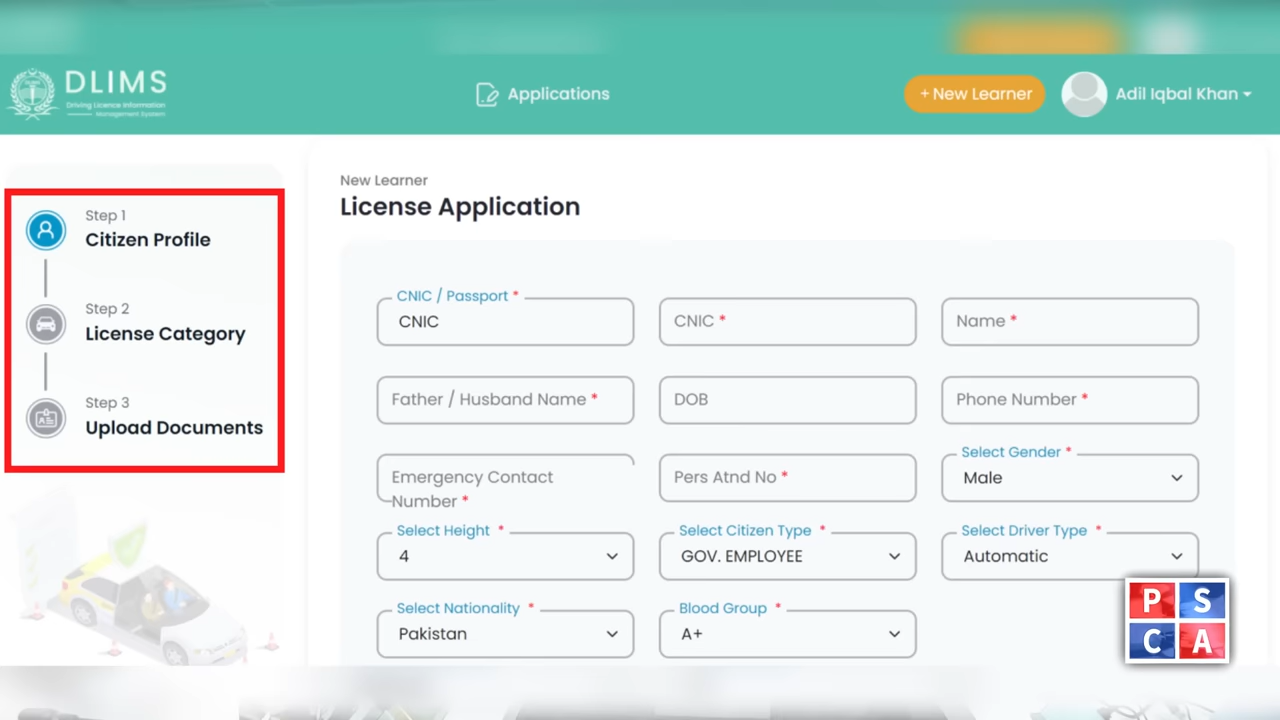 DLIMS
Driving Licence Information
Management System
Applications
+ New Learner
Adil Iqbal Khan
Step 1
Citizen Profile
Step 2
License Category
Step 3
Upload Documents
New Learner
License Application
CNIC / Passport *
CNIC
CNIC *
Name *
Father / Husband Name *
DOB
Phone Number *
Emergency Contact
Number *
Pers Atnd No *
Select Gender *
Male
Select Height *
4
Select Citizen Type *
GOV. EMPLOYEE
Select Driver Type *
Automatic
Select Nationality *
Pakistan
Blood Group *
A+
P S
C A